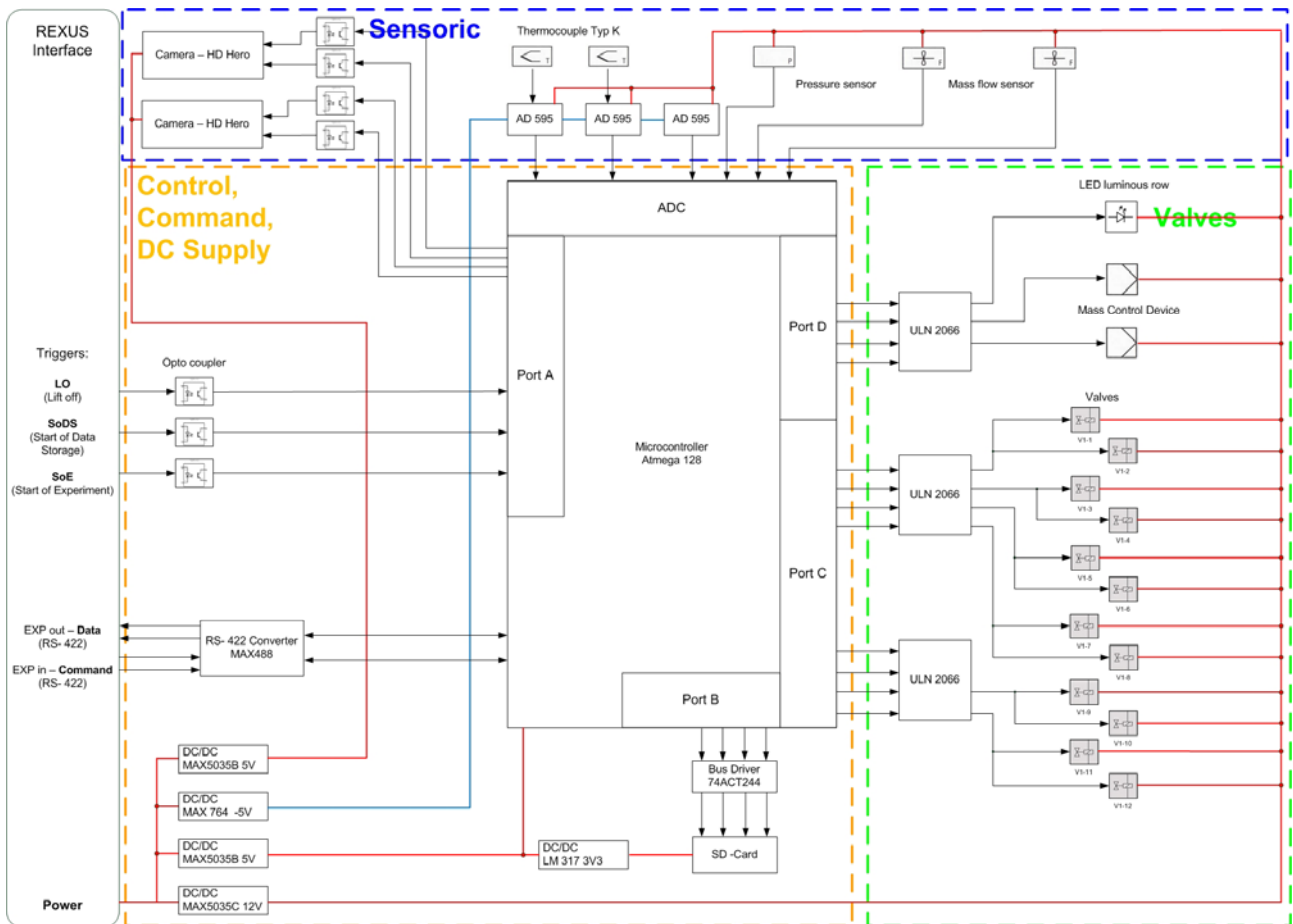 REXUS
Interface
Sensoric
Camera – HD Hero
Camera – HD Hero
Thermocouple Typ K
T
T
P
F
F
Pressure sensor
Mass flow sensor
AD 595
AD 595
AD 595
Control,
Command,
DC Supply
ADC
LED luminous row
Valves
Port A
Port D
ULN 2066
Mass Control Device
Triggers:
LO
(Lift off)
SoDS
(Start of Data
Storage)
SoE
(Start of Experiment)
Opto coupler
Microcontroller
Atmega 128
Valves
V1-1
V1-2
V1-3
V1-4
V1-5
V1-6
V1-7
V1-8
V1-9
V1-10
V1-11
V1-12
ULN 2066
Port C
ULN 2066
EXP out – Data
(RS- 422)
EXP in – Command
(RS- 422)
RS- 422 Converter
MAX488
Port B
Bus Driver
74ACT244
SD -Card
DC/DC
MAX5035B 5V
DC/DC
MAX 764 -5V
DC/DC
MAX5035B 5V
DC/DC
LM 317 3V3
DC/DC
MAX5035C 12V
Power